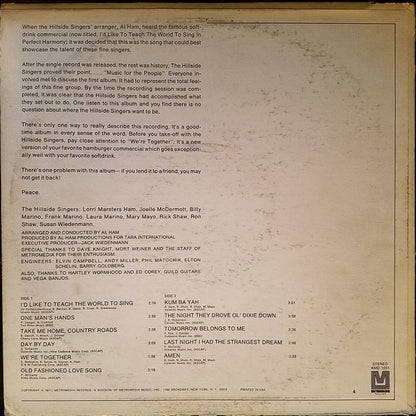 When the Hillside Singers' arranger, Al Ham, heard the famous soft-
drink commercial (now titled, I'd Like To Teach The World To Sing In
Perfect Harmony) it was decided that this was the song that could best
showcase the talent of these fine singers.
After the single record was released, the rest was history. The Hillside
Singers proved their point. . . . "Music for the People". Everyone in-
volved met to discuss the first album. It had to represent the total feel-
ings of this fine group. By the time the recording session was com-
pleted, it was clear that the Hillside Singers had accomplished what
they set out to do. One listen to this album and you find there is no
question about where the Hillside Singers want to be.
There's only one way to really describe this recording. It's a good-
time album in every sense of the word. Before you take-off with the
Hillside Singers, pay close attention to "We're Together". It's a new
version of your favorite hamburger commercial which goes exception-
ally well with your favorite softdrink.
There's one problem with this album—if you lend it to a friend, you may
not get it back!
Peace.
The Hillside Singers: Lorri Marsters Ham, Joelle McDermott, Billy
Marino, Frank Marino, Laura Marino, Mary Mayo, Rick Shaw, Ron
Shaw, Susan Wiedenmann.
ARRANGED AND CONDUCTED BY AL HAM
PRODUCED BY AL HAM PRODUCTIONS FOR TARA INTERNATIONAL
EXECUTIVE PRODUCER—JACK WIEDENMANN
SPECIAL THANKS TO DAVE KNIGHT, MORT WEINER AND THE STAFF OF
METROMEDIA FOR THEIR ENTHUSIASM.
ENGINEERS: ELVIN CAMPBELL, ANDY MILLER, PHIL MATORCIK, ELTON
SCHELIN, BARRY GOLDBERG.
ALSO, THANKS TO HARTLEY WORMHOLD AND ED COREY, GUILD GUITARS
AND VEGA BANJOS.
SIDE 1
I'D LIKE TO TEACH THE WORLD TO SING 2:16
ONE MAN'S HANDS
TAKE ME HOME, COUNTRY ROADS
DAY BY DAY
WE'RE TOGETHER
OLD FASHIONED LOVE SONG
SIDE 2
KUM BA YAH 3:21
THE NIGHT THEY DROVE OL' DIXIE DOWN
TOMORROW BELONGS TO ME
LAST NIGHT I HAD THE STRANGEST DREAM
AMEN
STEREO
KMD 1051
4